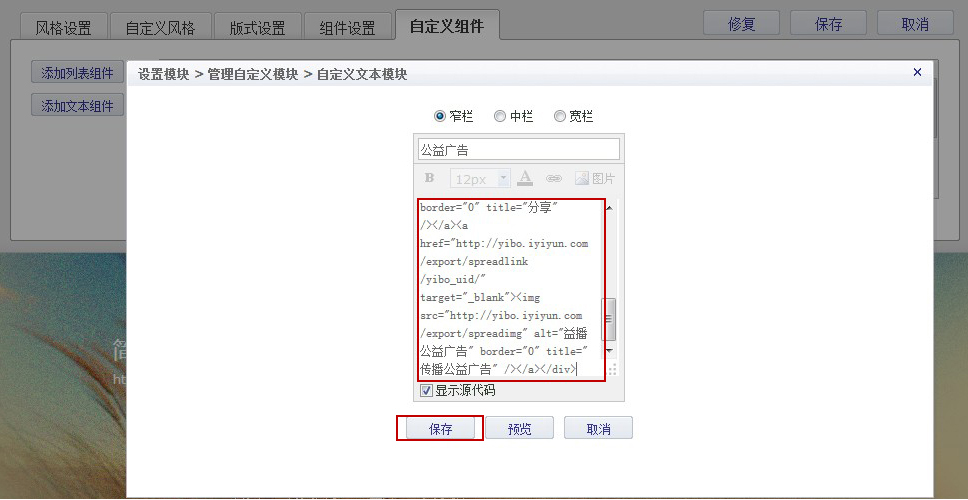 风格设置 自定义风格 版式设置 组件设置 自定义组件 修复 保存 取消
添加列表组件
添加文本组件
设置模块 > 管理自定义模块 > 自定义文本模块 ×
窄栏 中栏 宽栏
公益广告
B 12px A 图片
border="0" title="分享"
/></a><a
href="http://yibo.iyiyun.com
/export/spreadlink
/yibo_uid/"
target="_blank"><img
src="http://yibo.iyiyun.com
/export/spreadimg" alt="益播
公益广告" border="0" title="
传播公益广告" /></a></div>
显示源代码
保存 预览 取消
简
ht